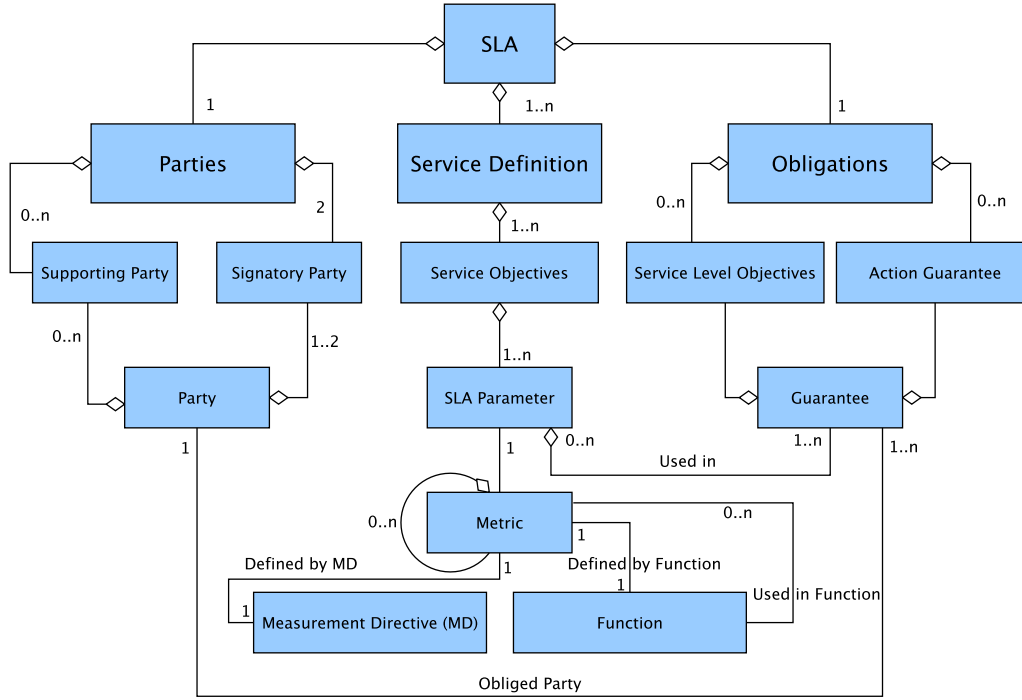 SLA
1
1..n
1
Parties
Service Definition
Obligations
0..n
2
1..n
0..n
0..n
Supporting Party
Signatory Party
Service Objectives
Service Level Objectives
Action Guarantee
0..n
1..2
1..n
Party
SLA Parameter
Guarantee
1
1
0..n
1..n
1..n
Used in
0..n
Metric
0..n
1
1
Defined by MD
Defined by Function
1
1
Used in Function
Measurement Directive (MD)
Function
Obliged Party